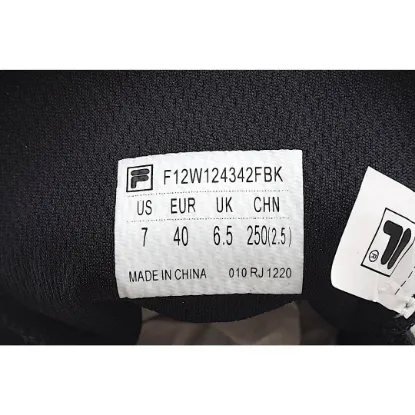 F F12W124342FBK
US EUR UK CHN
7 40 6.5 250(2.5)
MADE IN CHINA 010 RJ 1220